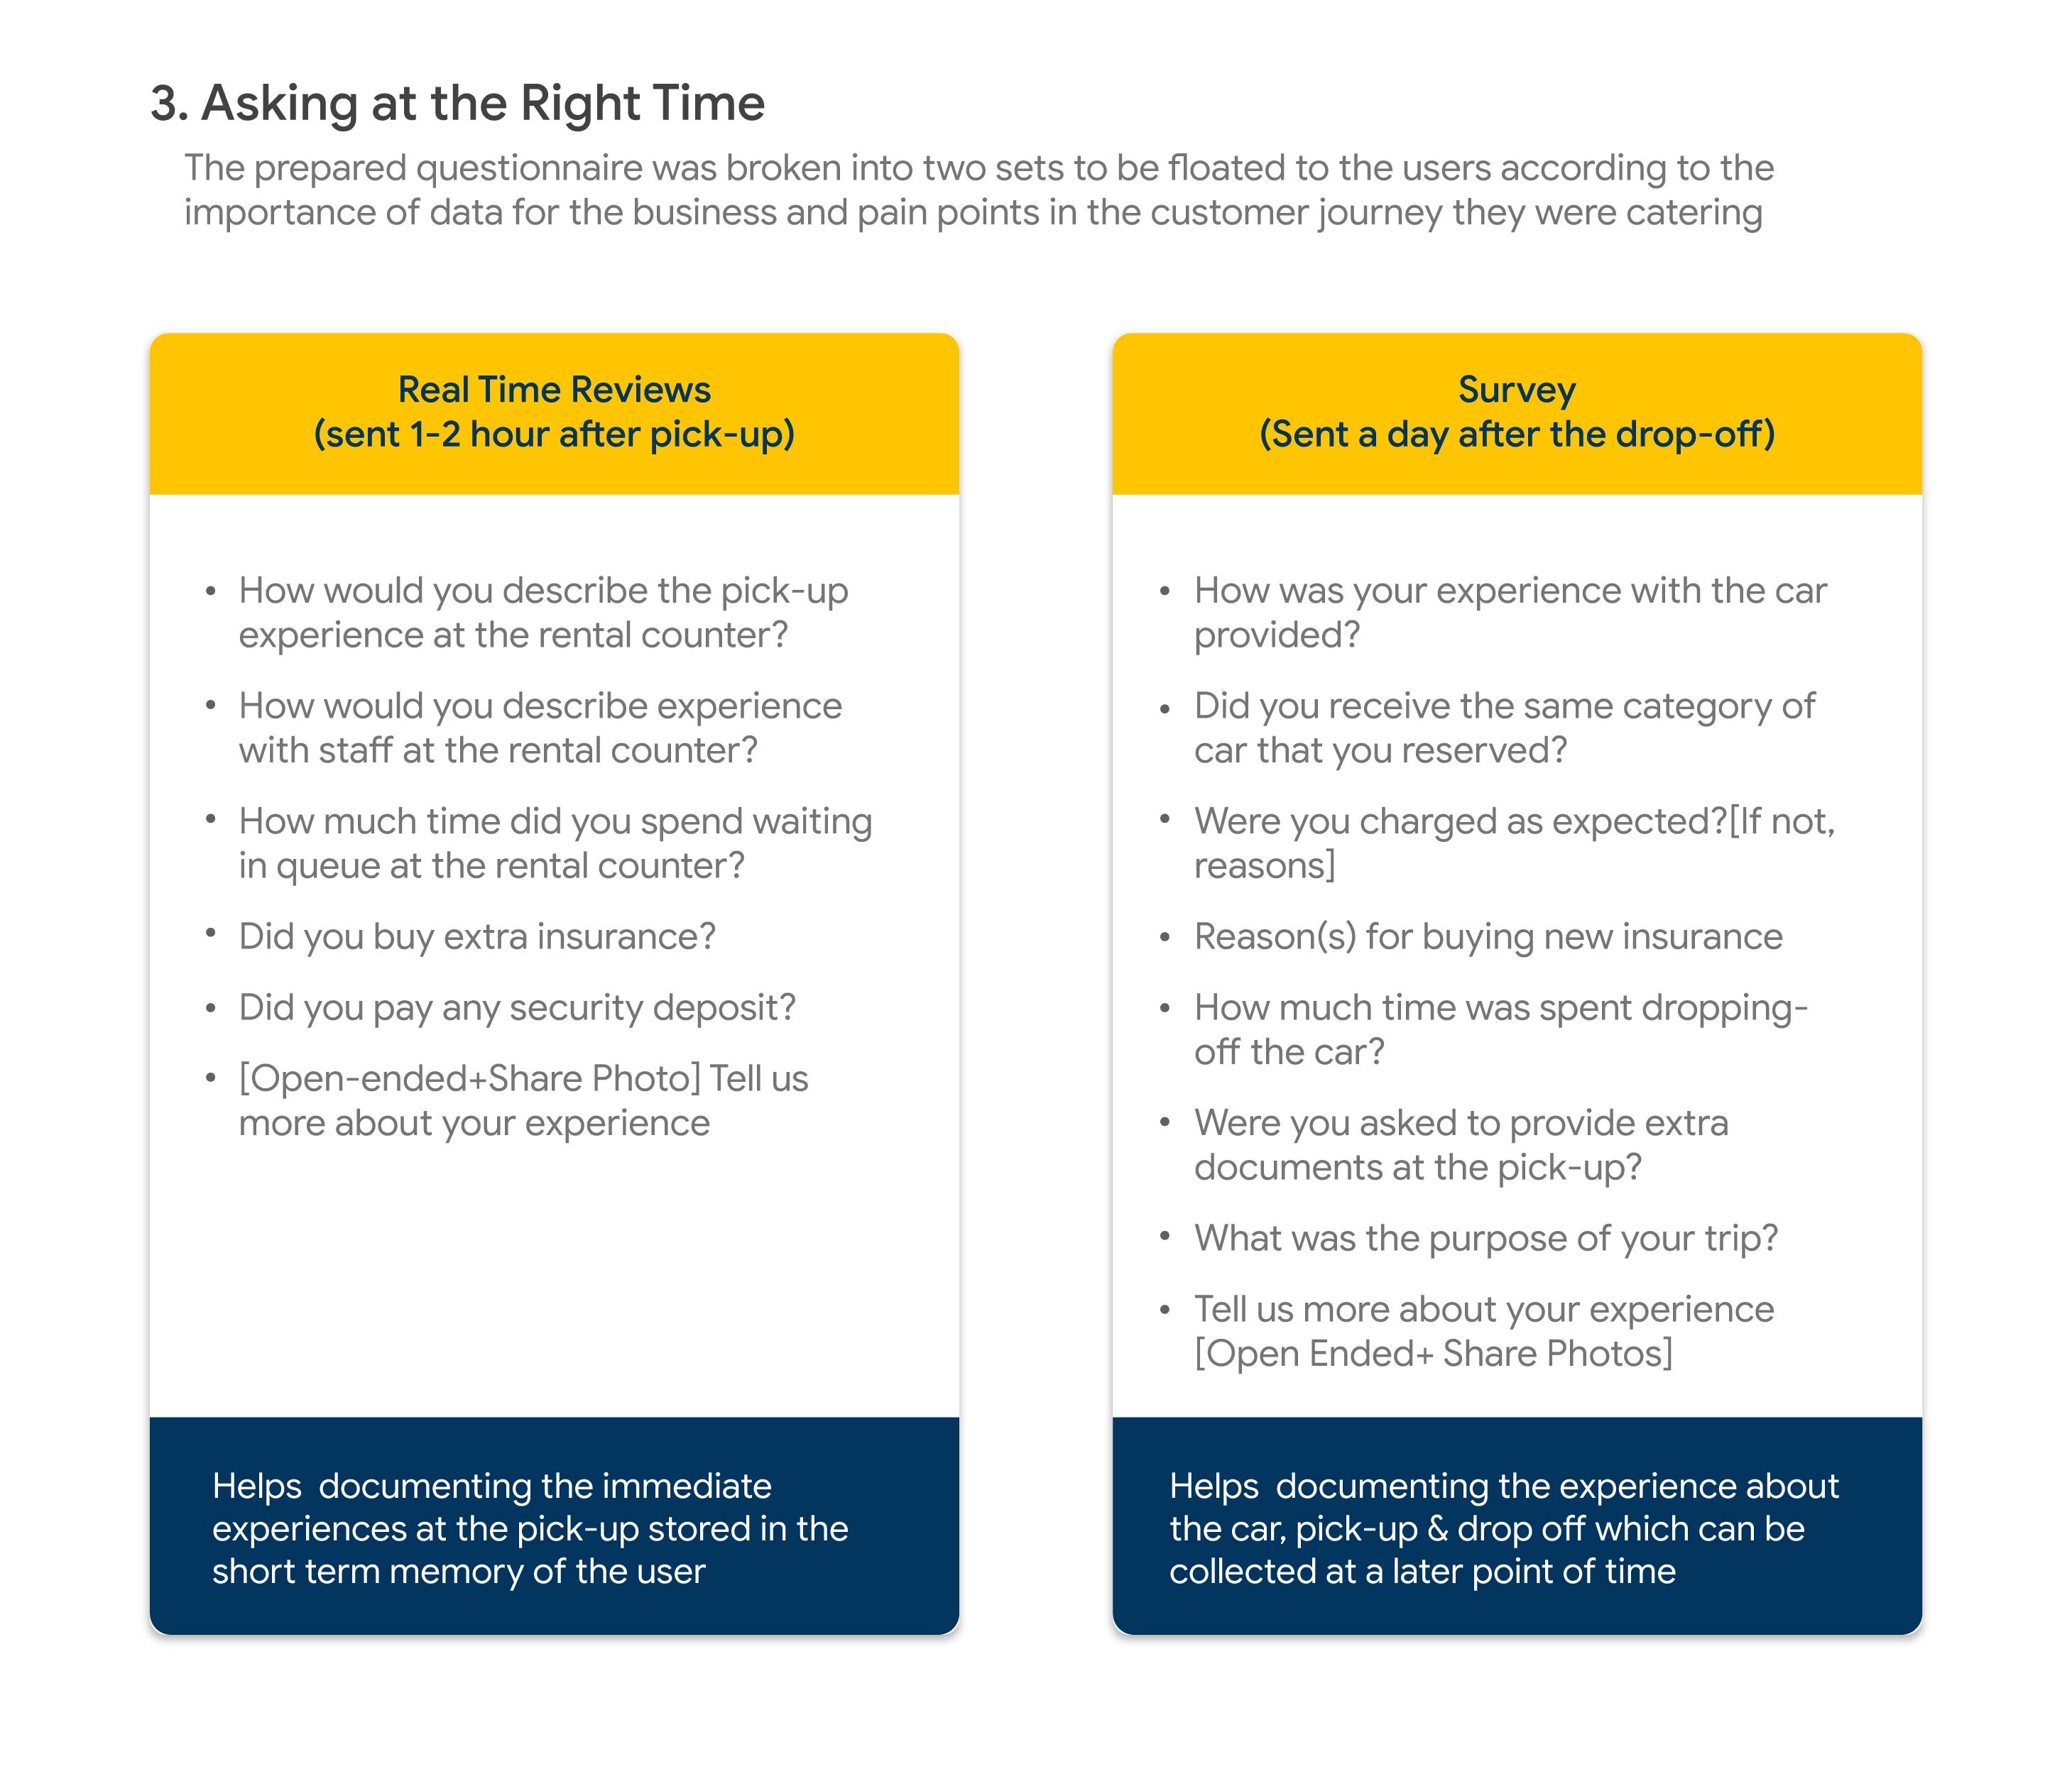 3. Asking at the Right Time
The prepared questionnaire was broken into two sets to be floated to the users according to the
importance of data for the business and pain points in the customer journey they were catering
Real Time Reviews
(sent 1-2 hour after pick-up)
• How would you describe the pick-up
experience at the rental counter?
• How would you describe experience
with staff at the rental counter?
• How much time did you spend waiting
in queue at the rental counter?
• Did you buy extra insurance?
• Did you pay any security deposit?
• [Open-ended+Share Photo] Tell us
more about your experience
Helps  documenting the immediate
experiences at the pick-up stored in the
short term memory of the user
Survey
(Sent a day after the drop-off)
• How was your experience with the car
provided?
• Did you receive the same category of
car that you reserved?
• Were you charged as expected?[If not,
reasons]
• Reason(s) for buying new insurance
• How much time was spent dropping-
off the car?
• Were you asked to provide extra
documents at the pick-up?
• What was the purpose of your trip?
• Tell us more about your experience
[Open Ended+ Share Photos]
Helps  documenting the experience about
the car, pick-up & drop off which can be
collected at a later point of time